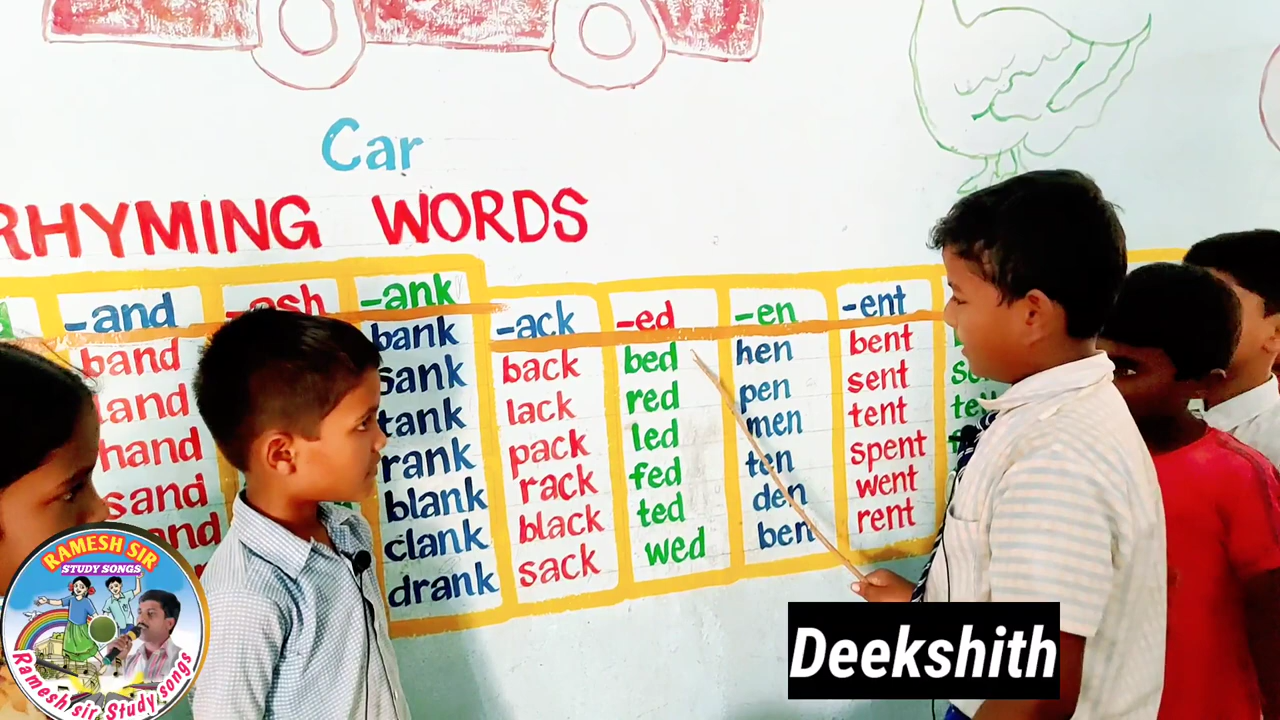 Car
RHYMING WORDS
-and
band
hand
sand
-ank
bank
sank
tank
rank
blank
clank
drank
-ack
back
lack
pack
rack
black
sack
-ed
bed
red
led
fed
ted
wed
-en
hen
pen
men
ten
den
ben
-ent
bent
sent
tent
spent
went
rent
RAMESH SIR
STUDY SONGS
Ramesh sir Study songs
Deekshith